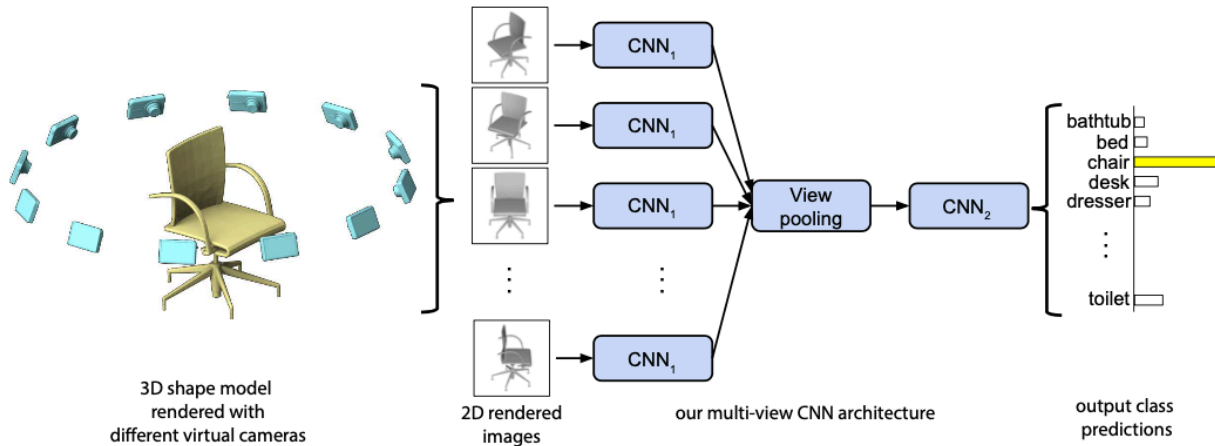 CNN₁
CNN₁
CNN₁
CNN₁
View
pooling
CNN₂
bathtub
bed
chair
desk
dresser
toilet
3D shape model
rendered with
different virtual cameras
2D rendered
images
our multi-view CNN architecture
output class
predictions